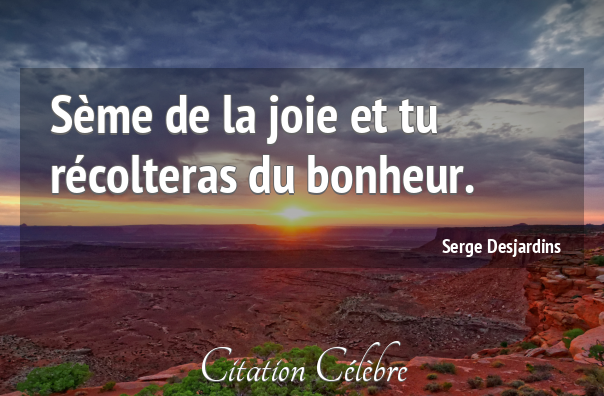 Sème de la joie et tu
récolteras du bonheur.
Serge Desjardins
Citation Célèbre